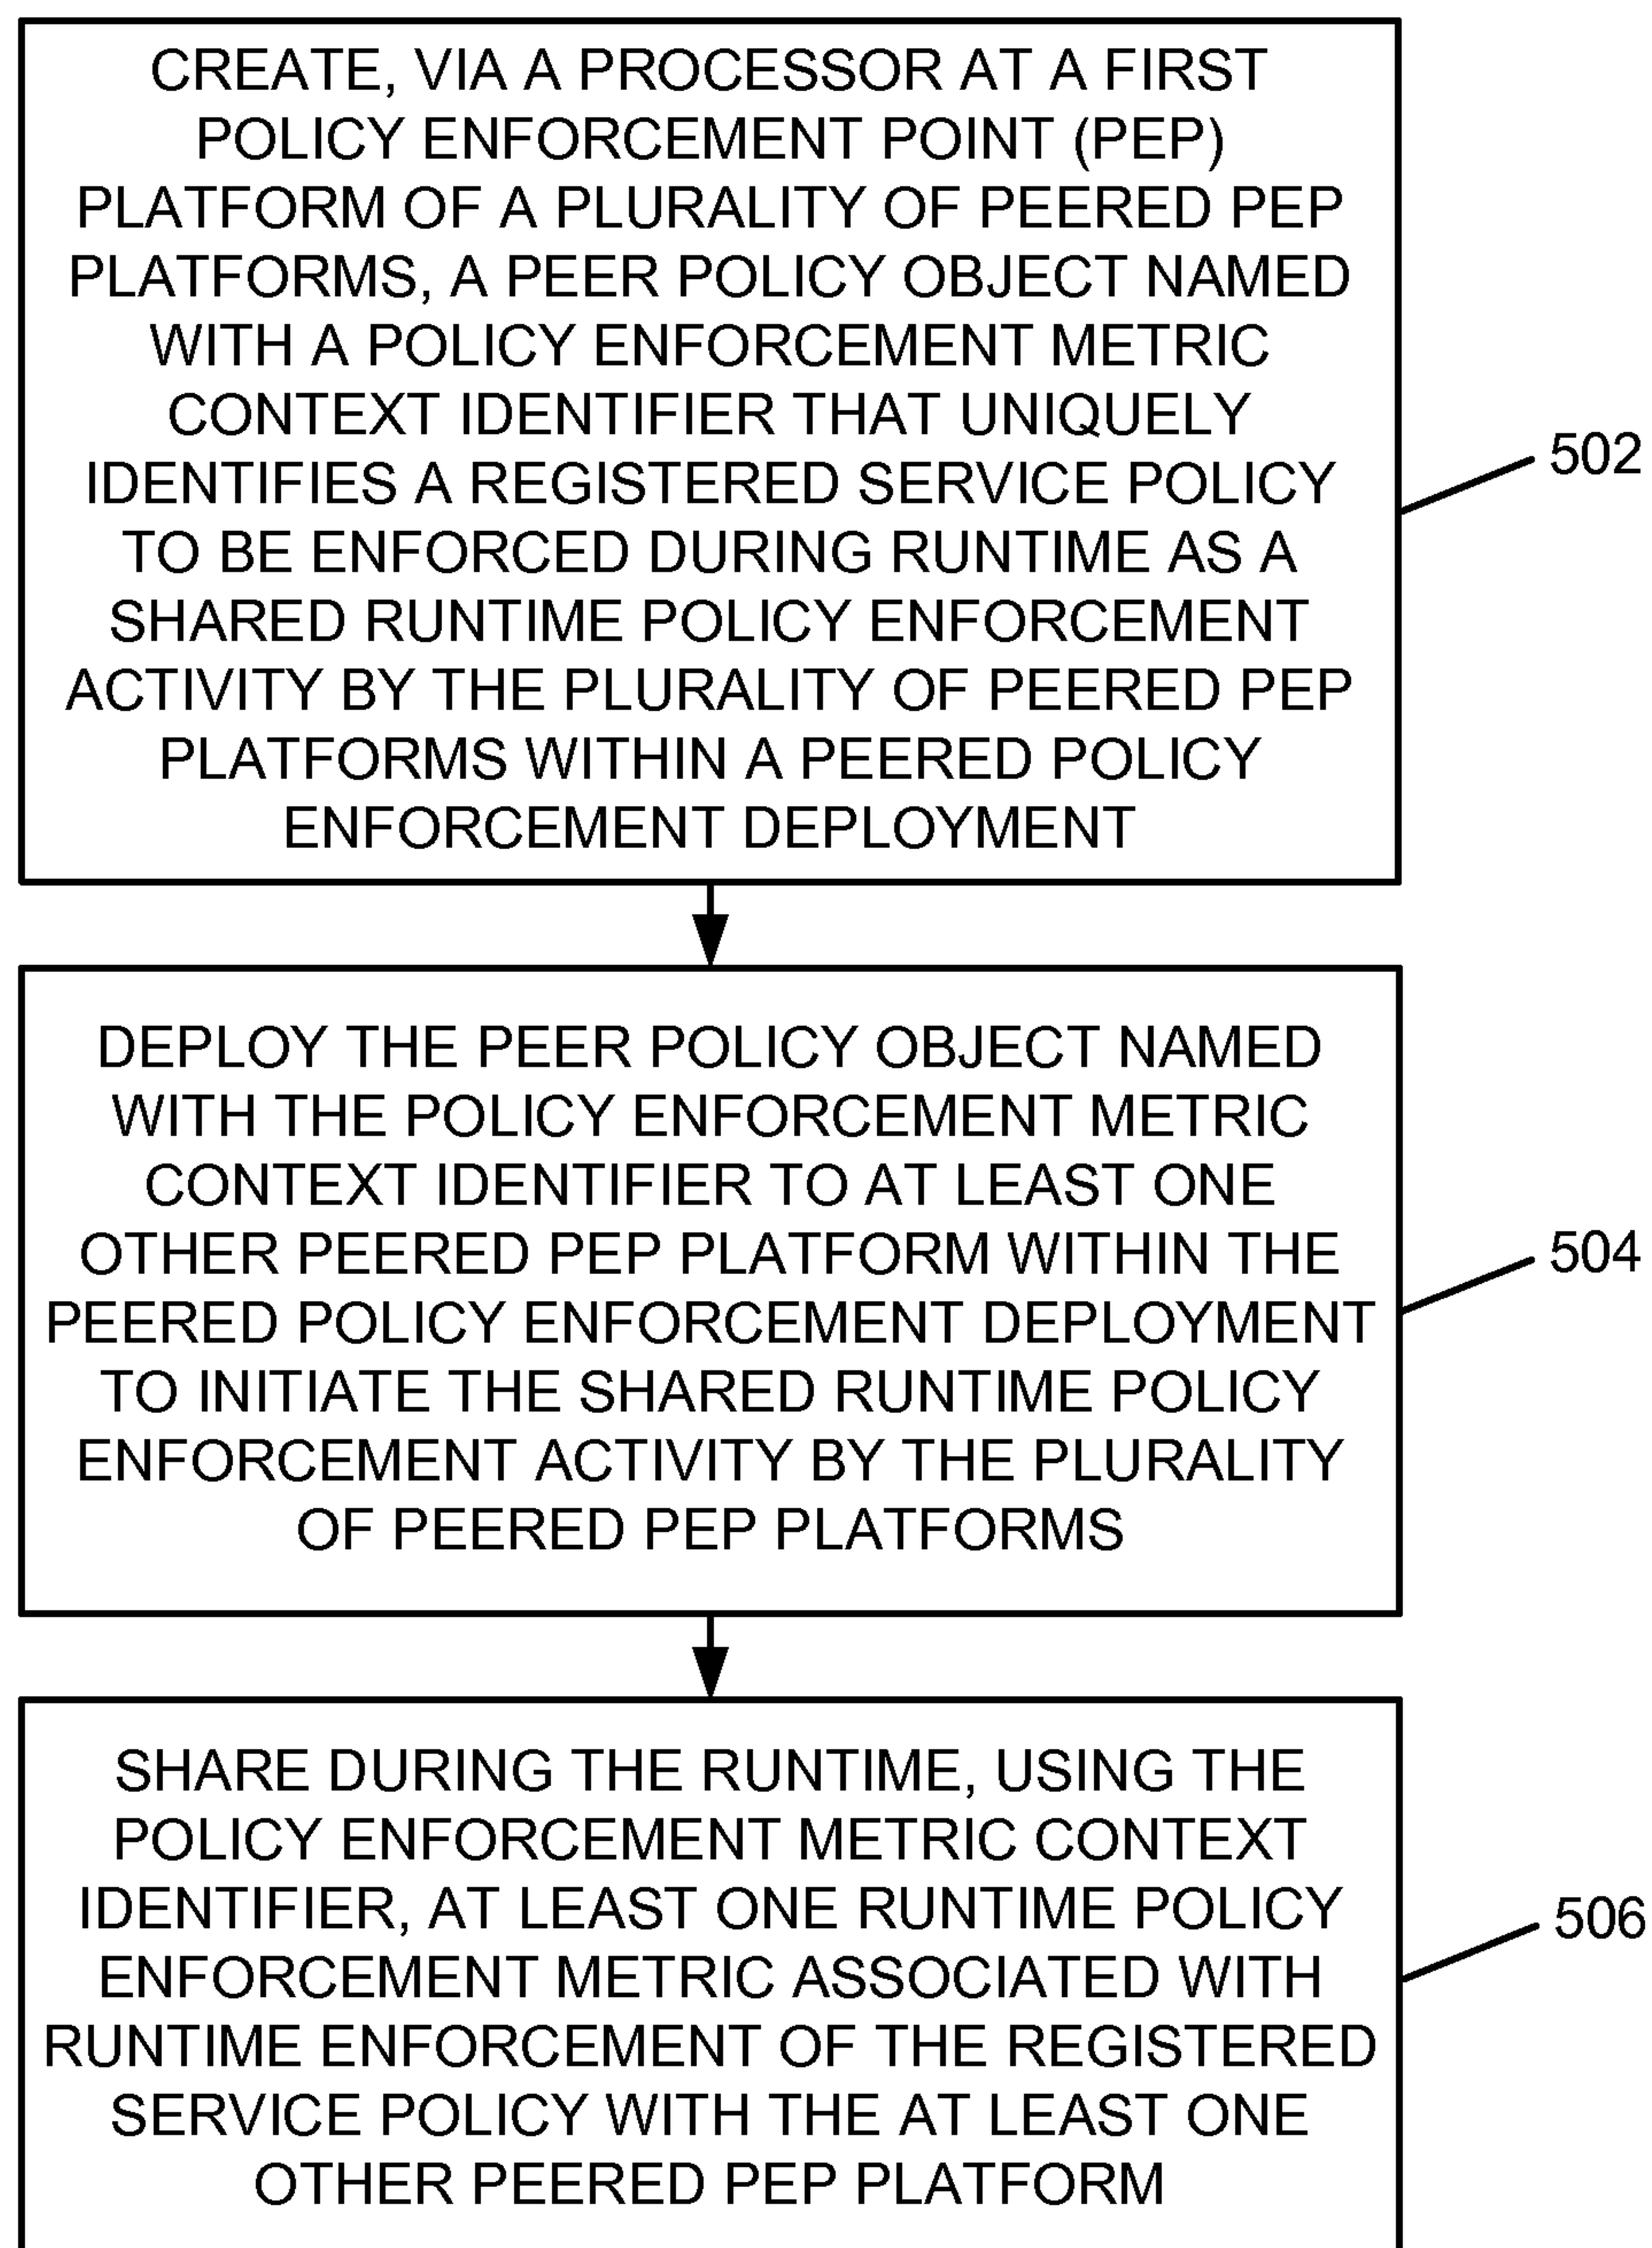 CREATE, VIA A PROCESSOR AT A FIRST
POLICY ENFORCEMENT POINT (PEP)
PLATFORM OF A PLURALITY OF PEERED PEP
PLATFORMS, A PEER POLICY OBJECT NAMED
WITH A POLICY ENFORCEMENT METRIC
CONTEXT IDENTIFIER THAT UNIQUELY
IDENTIFIES A REGISTERED SERVICE POLICY
TO BE ENFORCED DURING RUNTIME AS A
SHARED RUNTIME POLICY ENFORCEMENT
ACTIVITY BY THE PLURALITY OF PEERED PEP
PLATFORMS WITHIN A PEERED POLICY
ENFORCEMENT DEPLOYMENT
502
DEPLOY THE PEER POLICY OBJECT NAMED
WITH THE POLICY ENFORCEMENT METRIC
CONTEXT IDENTIFIER TO AT LEAST ONE
OTHER PEERED PEP PLATFORM WITHIN THE
PEERED POLICY ENFORCEMENT DEPLOYMENT
TO INITIATE THE SHARED RUNTIME POLICY
ENFORCEMENT ACTIVITY BY THE PLURALITY
OF PEERED PEP PLATFORMS
504
SHARE DURING THE RUNTIME, USING THE
POLICY ENFORCEMENT METRIC CONTEXT
IDENTIFIER, AT LEAST ONE RUNTIME POLICY
ENFORCEMENT METRIC ASSOCIATED WITH
RUNTIME ENFORCEMENT OF THE REGISTERED
SERVICE POLICY WITH THE AT LEAST ONE
OTHER PEERED PEP PLATFORM
506